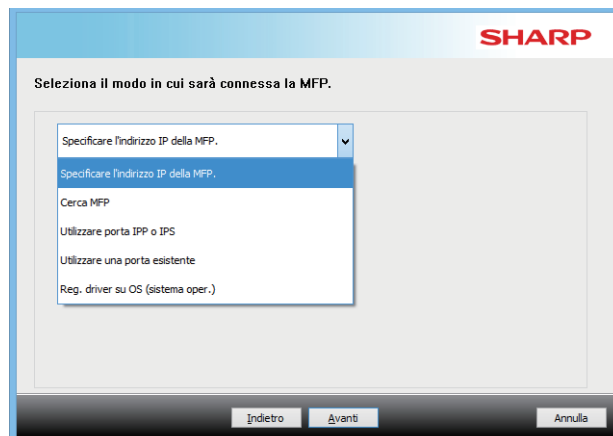 SHARP
Seleziona il modo in cui sarà connessa la MFP.
Specificare l'indirizzo IP della MFP.
Specificare l'indirizzo IP della MFP.
Cerca MFP
Utilizzare porta IPP o IPS
Utilizzare una porta esistente
Reg. driver su OS (sistema oper.)
Indietro Avanti Annulla